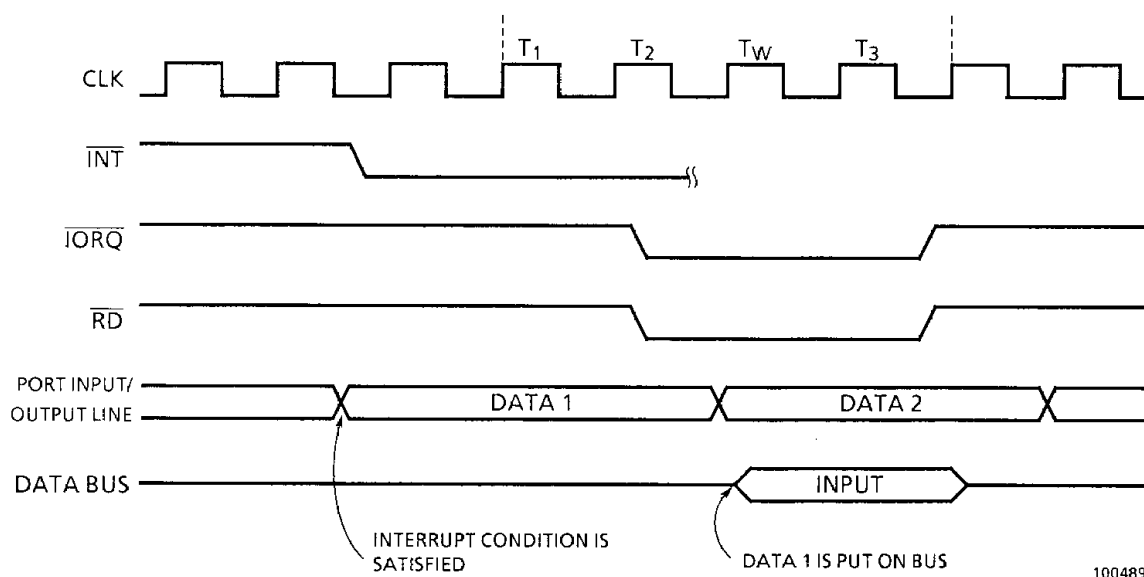 T1 T2 TW T3
CLK
INT
IORQ
RD
PORT INPUT/
OUTPUT LINE
DATA 1 DATA 2
DATA BUS
INPUT
INTERRUPT CONDITION IS
SATISFIED
DATA 1 IS PUT ON BUS
100489